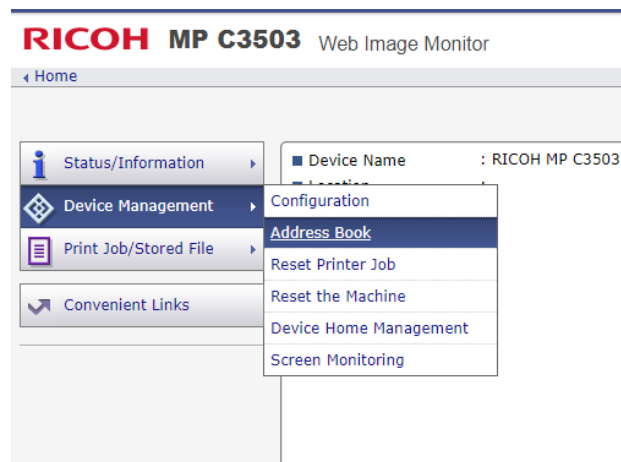 RICOH MP C3503 Web Image Monitor
Home
Status/Information
Device Name : RICOH MP C3503
Location :
Device Management
Configuration
Address Book
Print Job/Stored File
Reset Printer Job
Reset the Machine
Convenient Links
Device Home Management
Screen Monitoring